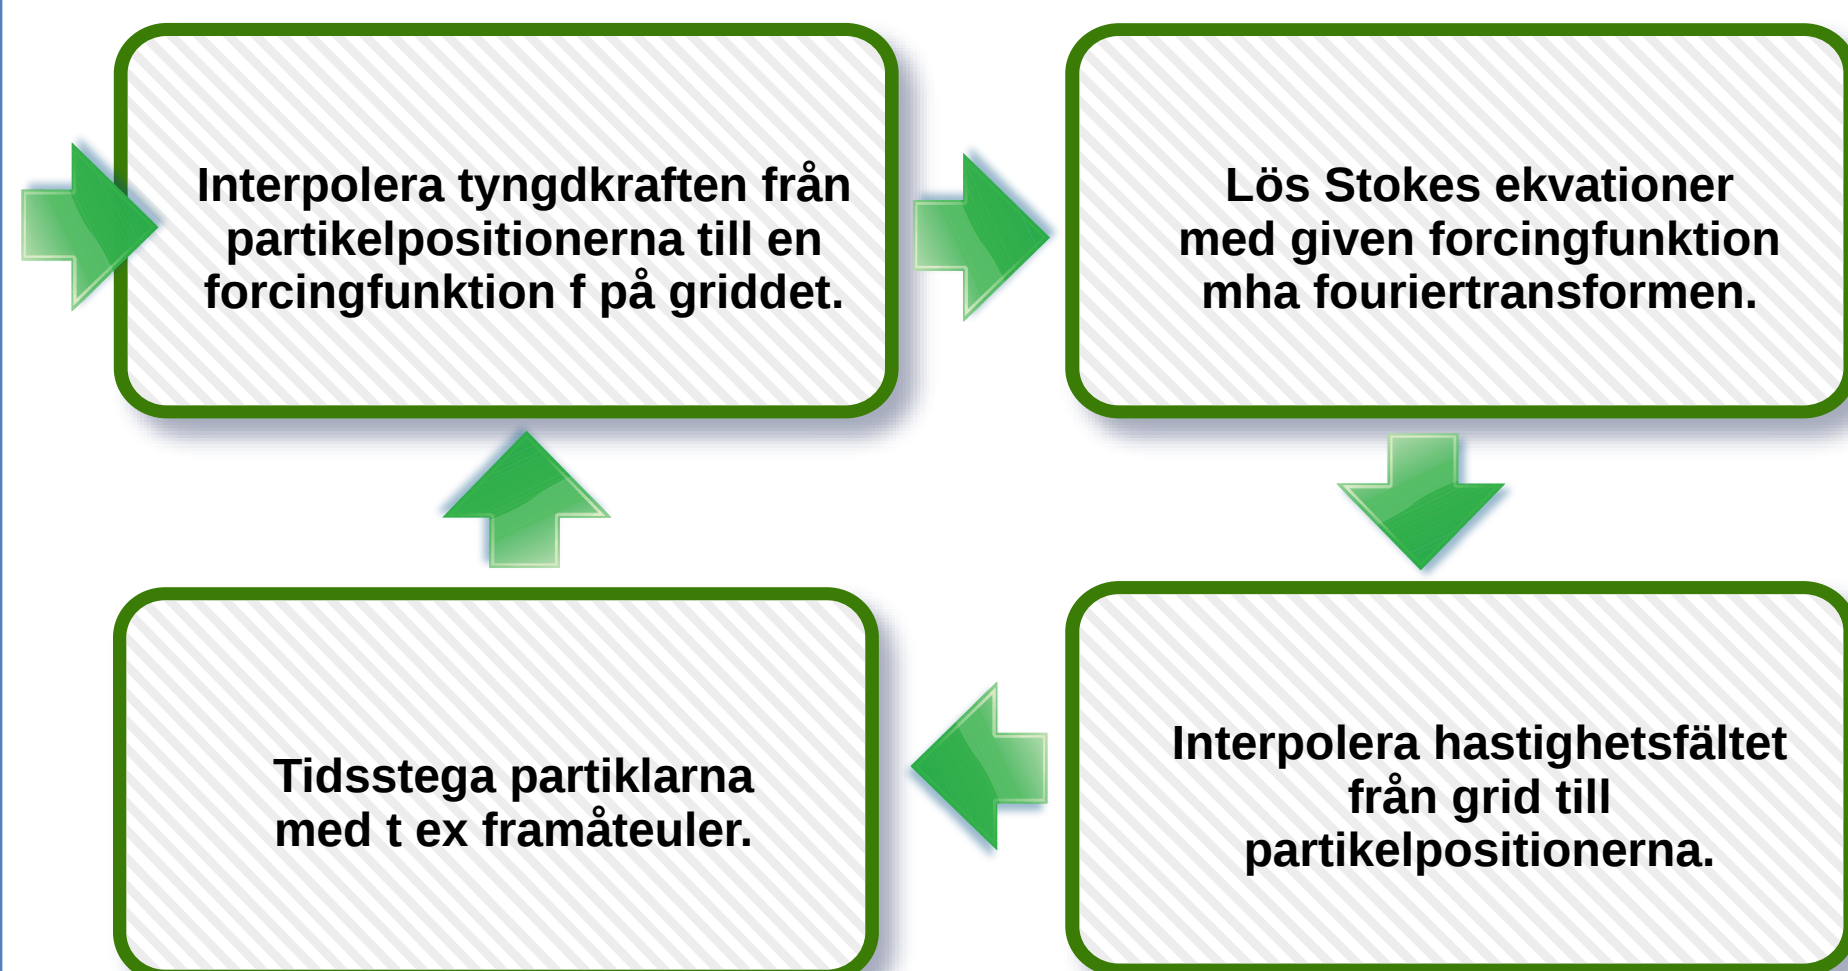 Interpolera tyngdkraften från
partikelpositionerna till en
forcingfunktion f på griddet.
Lös Stokes ekvationer
med given forcingfunktion
mha fouriertransformen.
Interpolera hastighetsfältet
från grid till
partikelpositionerna.
Tidsstega partiklarna
med t ex framåteuler.